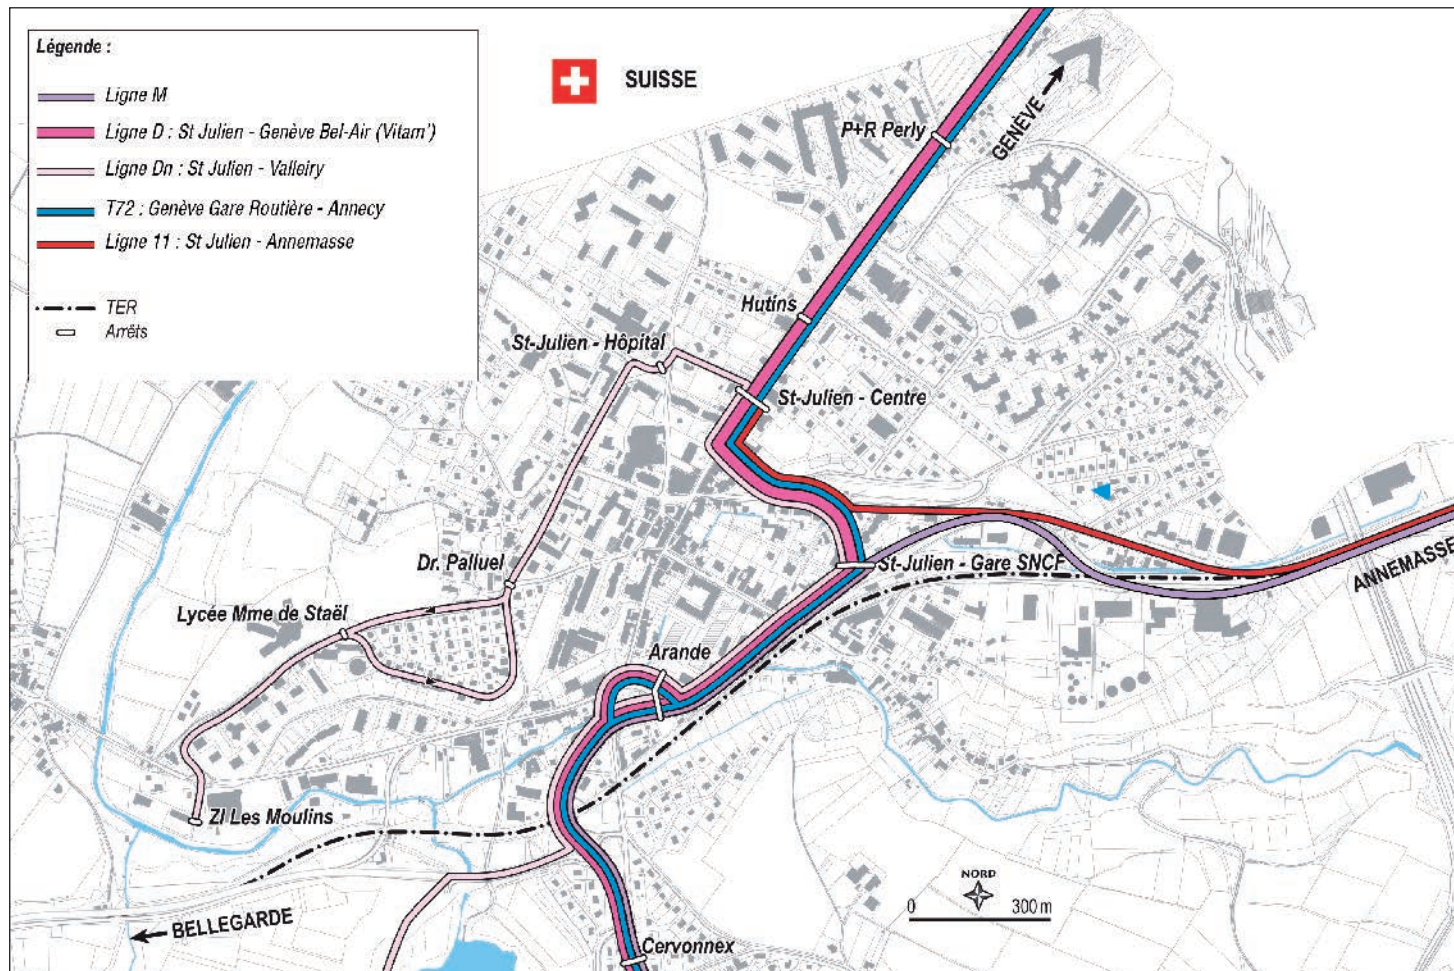 Légende :
Ligne M
Ligne D : St Julien - Genève Bel-Air (Vitam')
Ligne Dn : St Julien - Valleiry
T72 : Genève Gare Routière - Annecy
Ligne 11 : St Julien - Annemasse
TER
Arrêts
SUISSE
GENÈVE
P+R Perly
Hutins
St-Julien - Hôpital
St-Julien - Centre
Dr. Palluel
St-Julien - Gare SNCF
ANNEMASSE
Lycée Mme de Staël
Arande
ZI Les Moulins
BELLEGARDE
Cervonnex
NORD
0 300 m